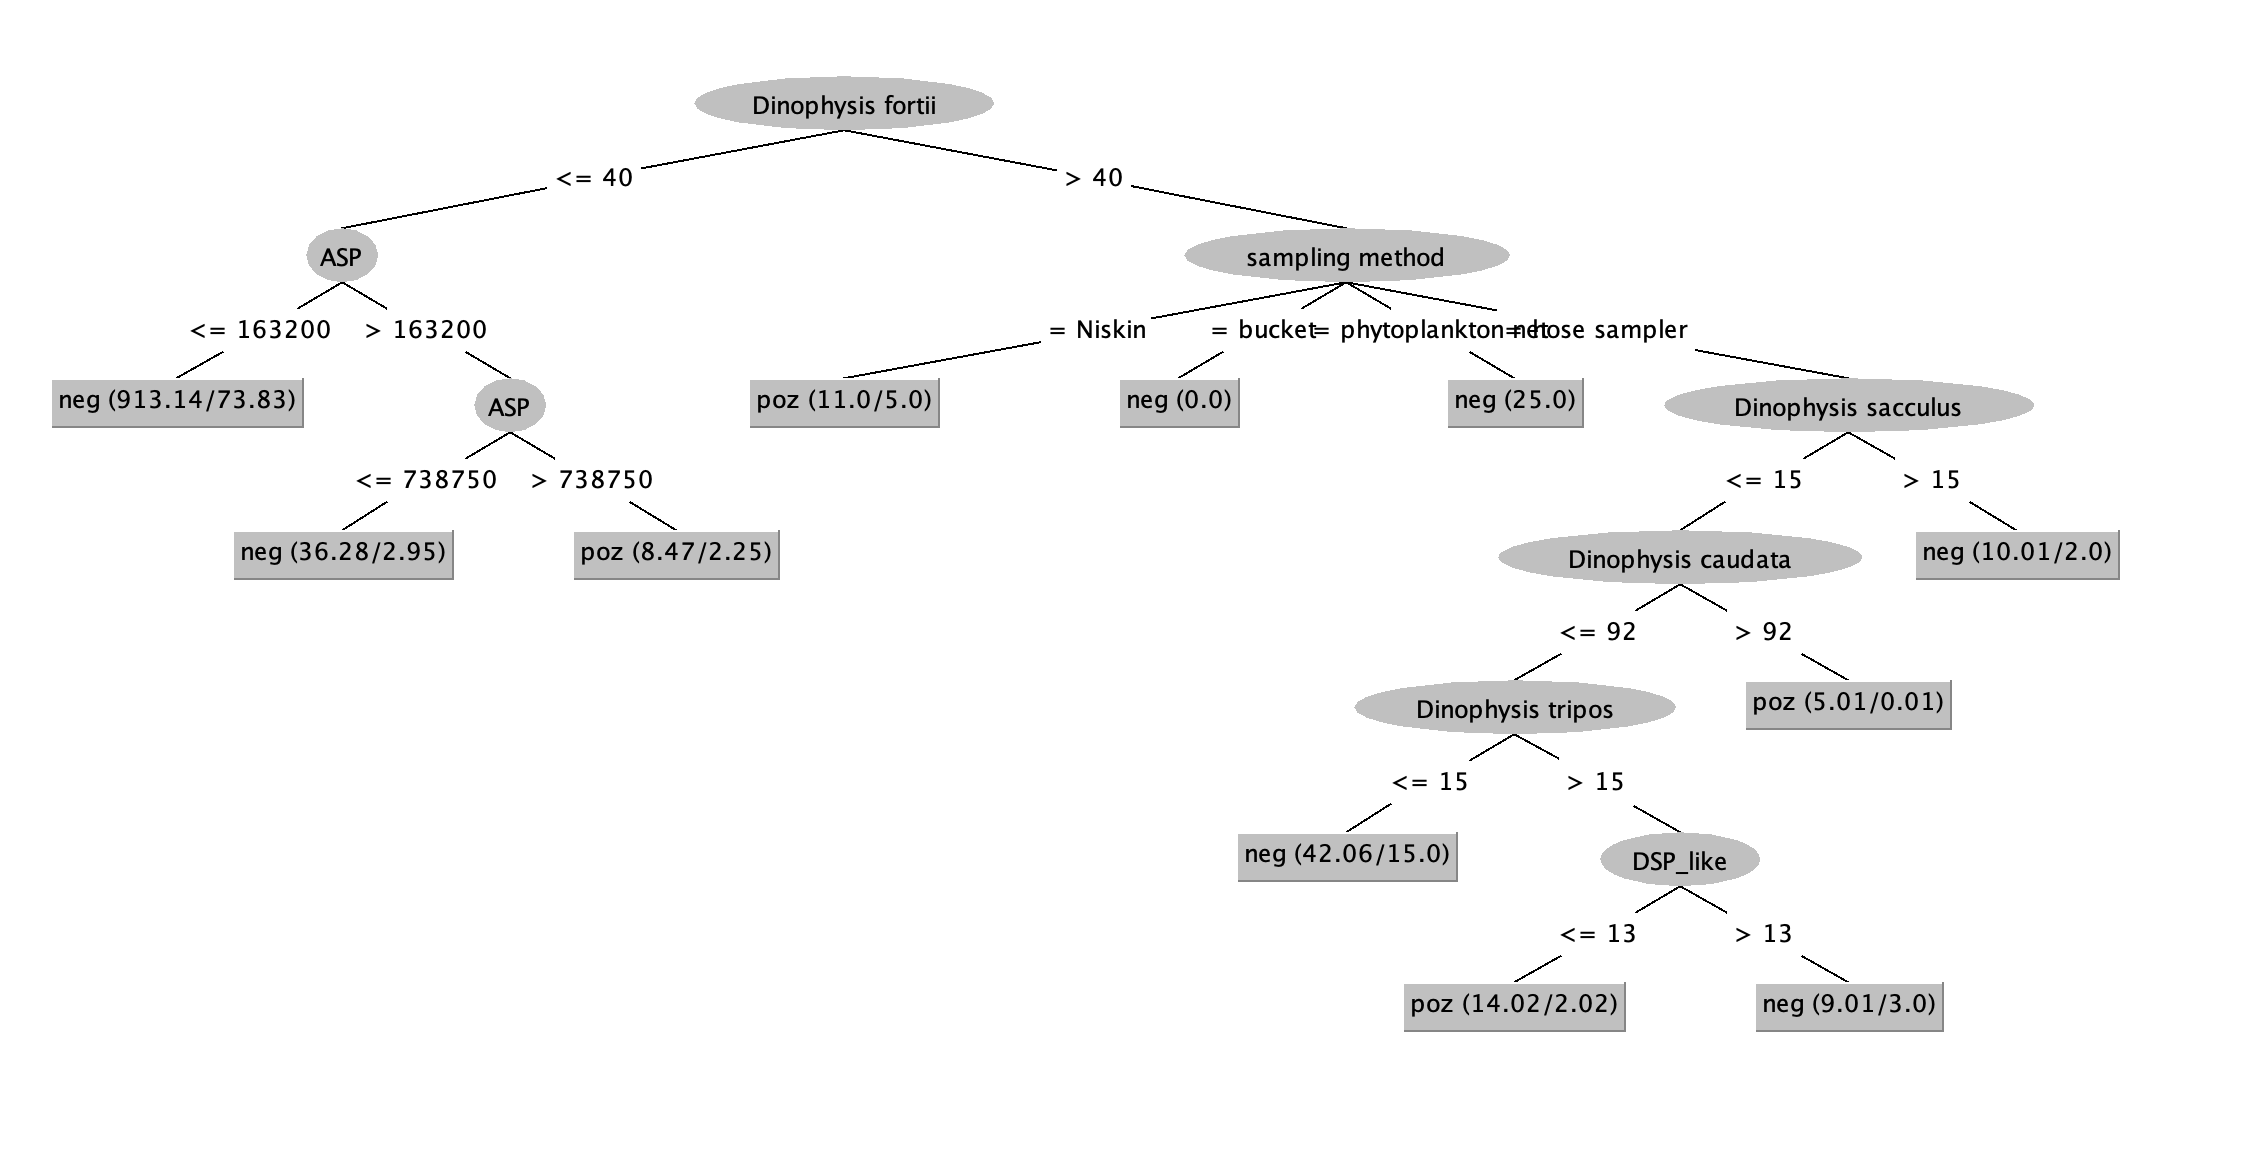 Dinophysis fortii
<= 40
> 40
ASP
sampling method
<= 163200
> 163200
= Niskin
= bucket
= phytoplankton net
= hose sampler
neg (913.14/73.83)
ASP
poz (11.0/5.0)
neg (0.0)
neg (25.0)
Dinophysis sacculus
<= 738750
> 738750
<= 15
> 15
neg (36.28/2.95)
poz (8.47/2.25)
Dinophysis caudata
neg (10.01/2.0)
<= 92
> 92
Dinophysis tripos
poz (5.01/0.01)
<= 15
> 15
neg (42.06/15.0)
DSP_like
<= 13
> 13
poz (14.02/2.02)
neg (9.01/3.0)